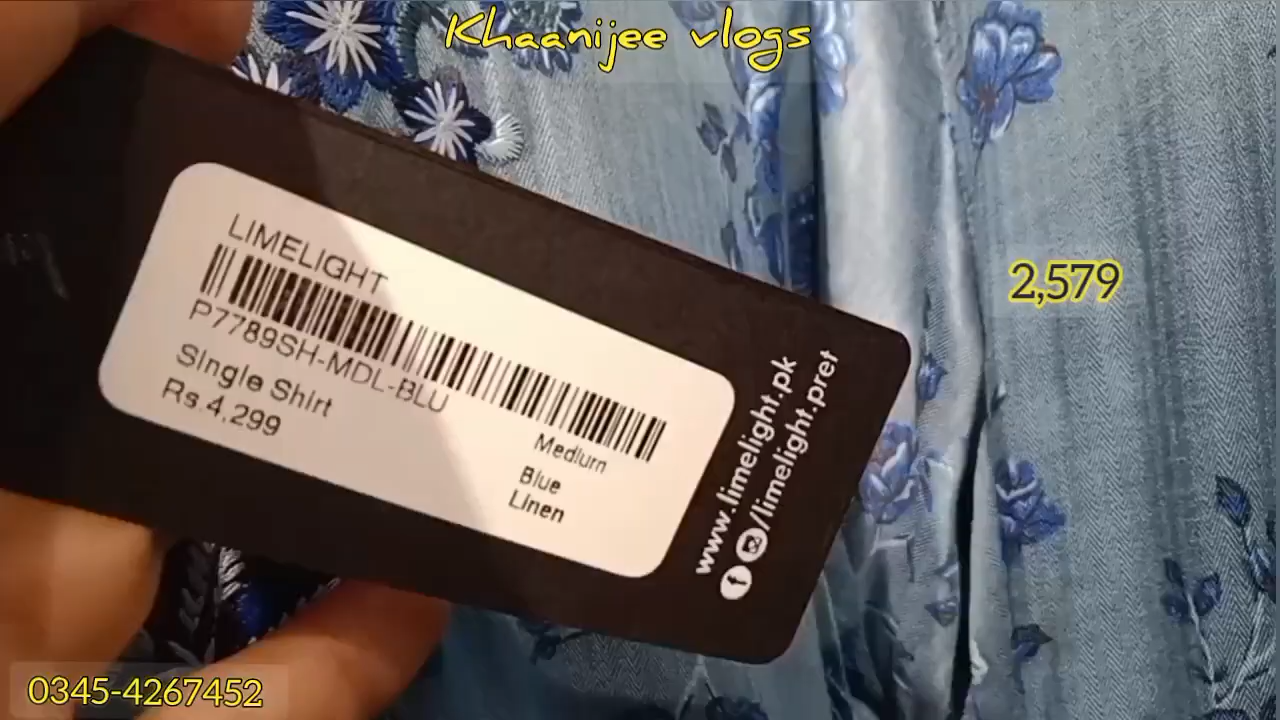 Khaanijee vlogs
LIMELIGHT
P7789SH-MDL-BLU
Single Shirt
Rs.4,299
Medium
Blue
Linen
www.limelight.pk
/limelight.pret
2,579
0345-4267452